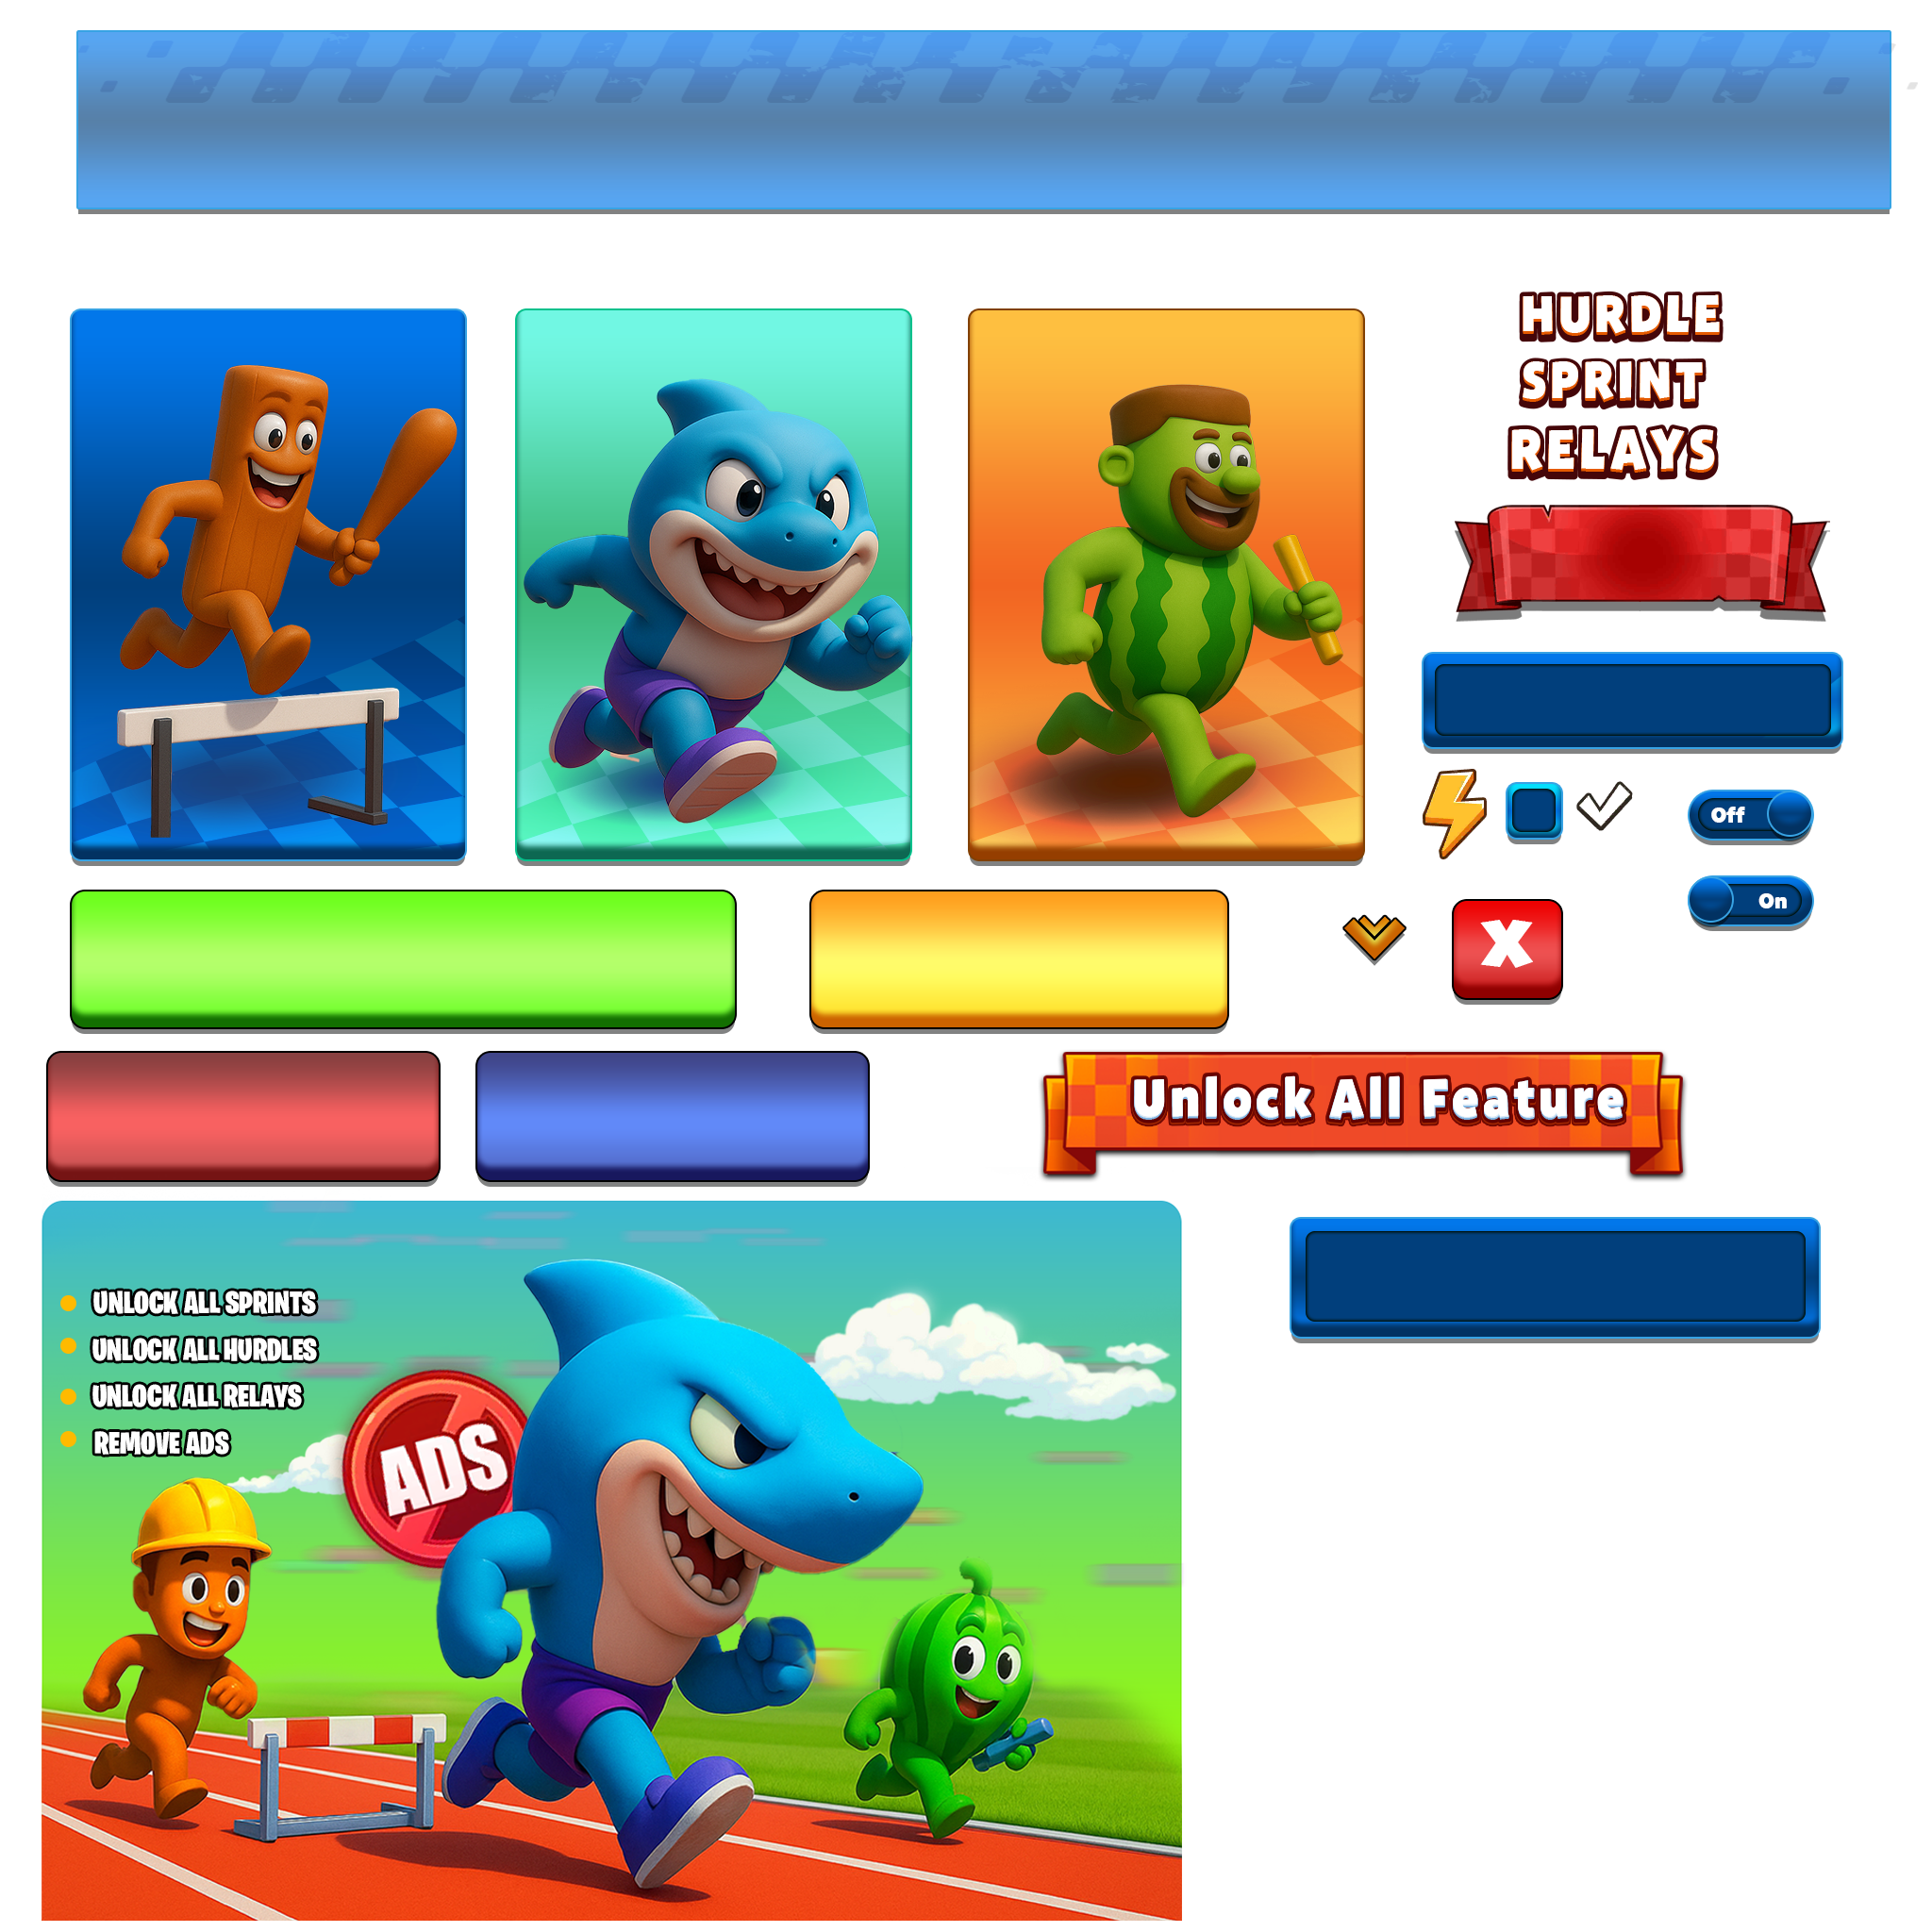 HURDLE
SPRINT
RELAYS
Off
On
X
Unlock All Feature
UNLOCK ALL SPRINTS
UNLOCK ALL HURDLES
UNLOCK ALL RELAYS
REMOVE ADS
ADS